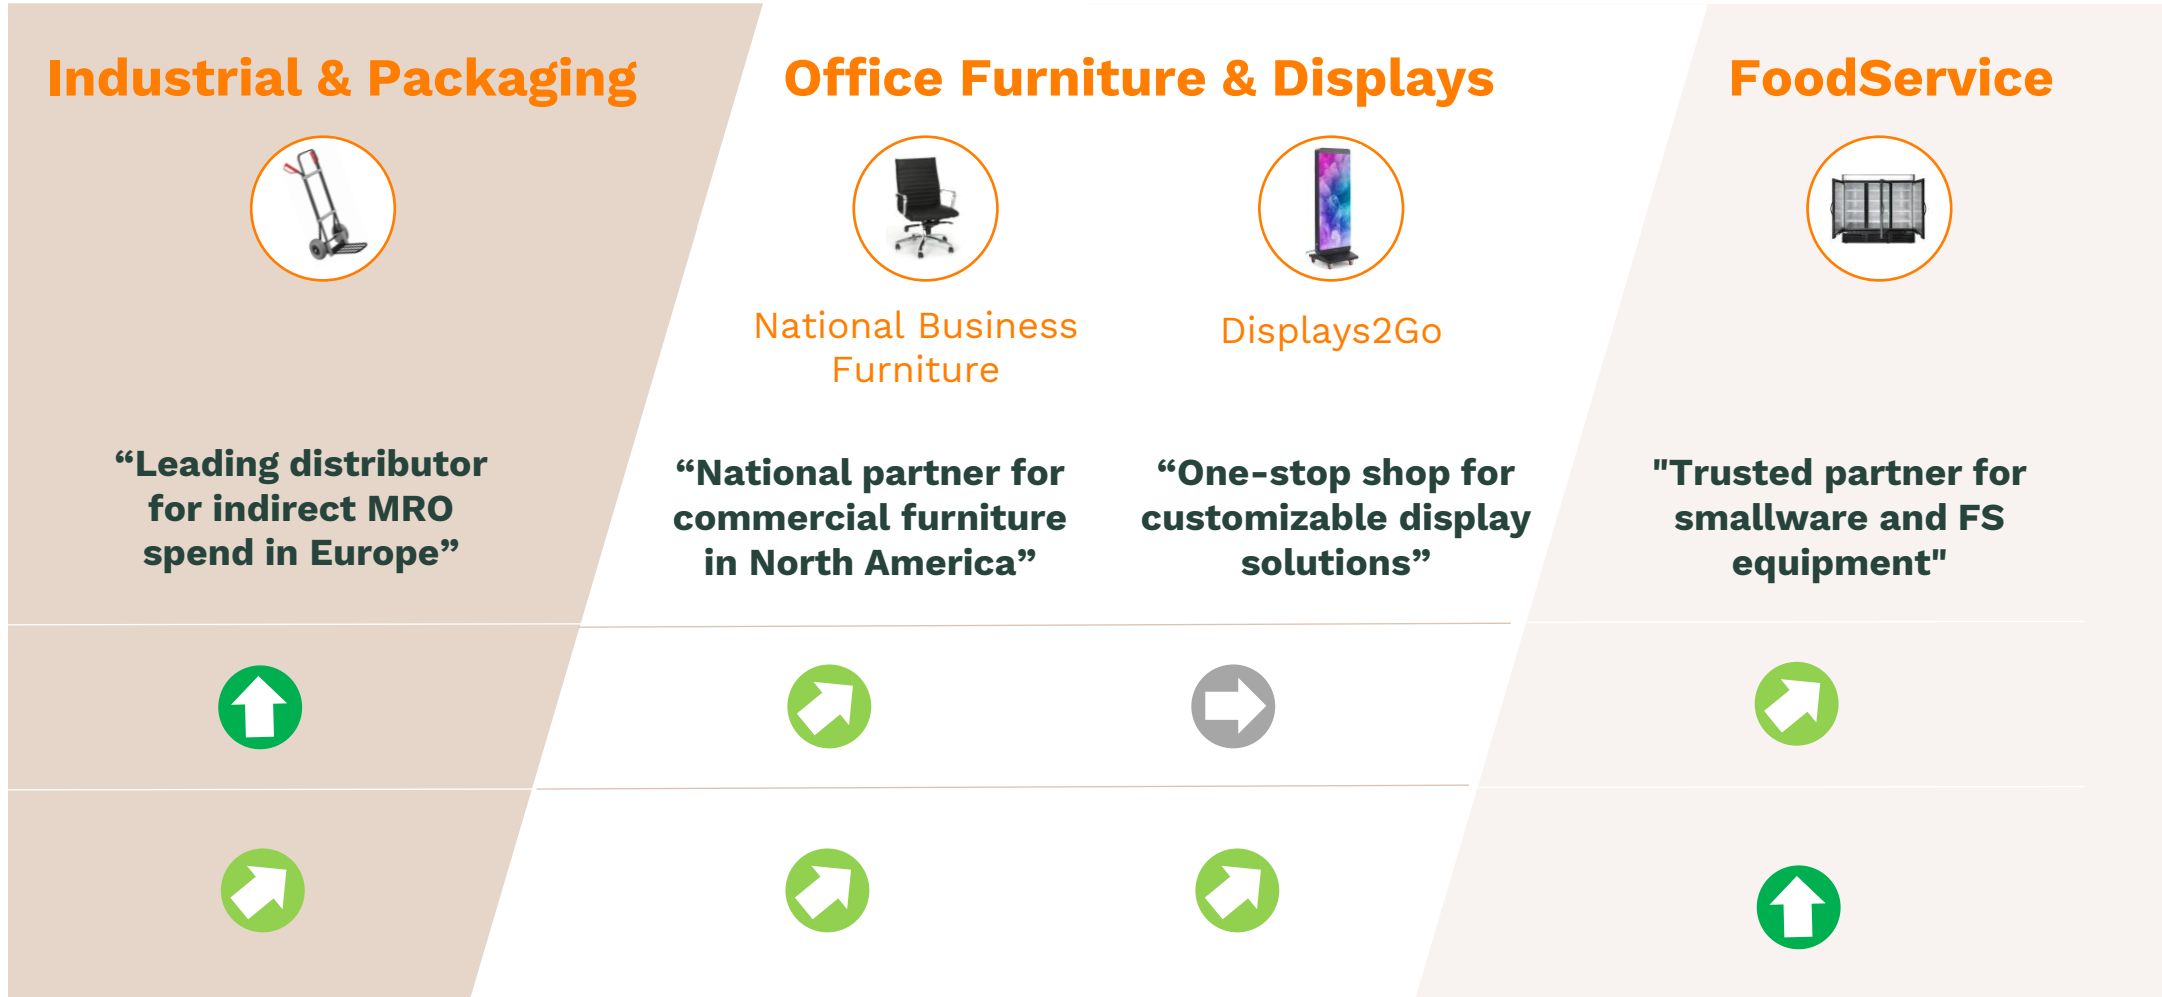 Industrial & Packaging
Office Furniture & Displays
FoodService
National Business
Furniture
Displays2Go
“Leading distributor
for indirect MRO
spend in Europe”
“National partner for
commercial furniture
in North America”
“One-stop shop for
customizable display
solutions”
"Trusted partner for
smallware and FS
equipment"